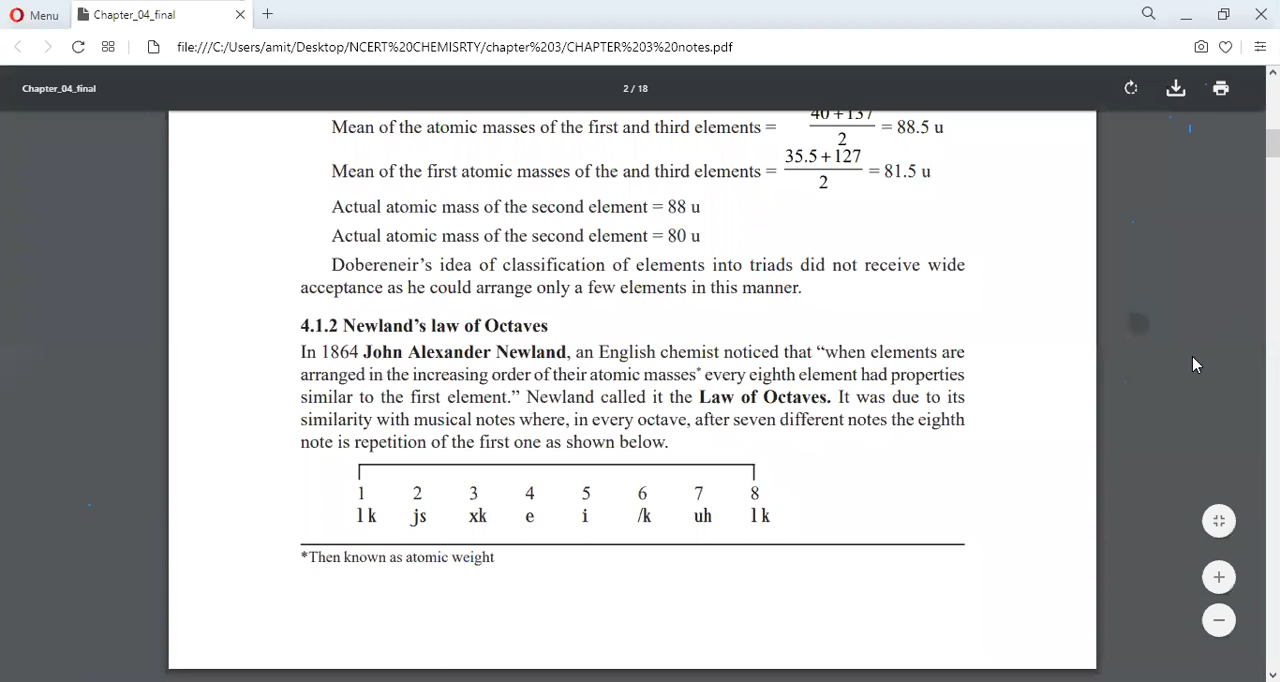 Menu
Chapter_04_final
file:///C:/Users/amit/Desktop/NCERT%20CHEMISRTY/chapter%203/CHAPTER%203%20notes.pdf
Chapter_04_final
2 / 18
Mean of the atomic masses of the first and third elements = 40 + 137 / 2 = 88.5 u
Mean of the first atomic masses of the and third elements = 35.5 + 127 / 2 = 81.5 u
Actual atomic mass of the second element = 88 u
Actual atomic mass of the second element = 80 u
Dobereneir’s idea of classification of elements into triads did not receive wide
acceptance as he could arrange only a few elements in this manner.
4.1.2 Newland’s law of Octaves
In 1864 John Alexander Newland, an English chemist noticed that “when elements are
arranged in the increasing order of their atomic masses* every eighth element had properties
similar to the first element.” Newland called it the Law of Octaves. It was due to its
similarity with musical notes where, in every octave, after seven different notes the eighth
note is repetition of the first one as shown below.
1 2 3 4 5 6 7 8
lk js xk e i /k uh lk
*Then known as atomic weight